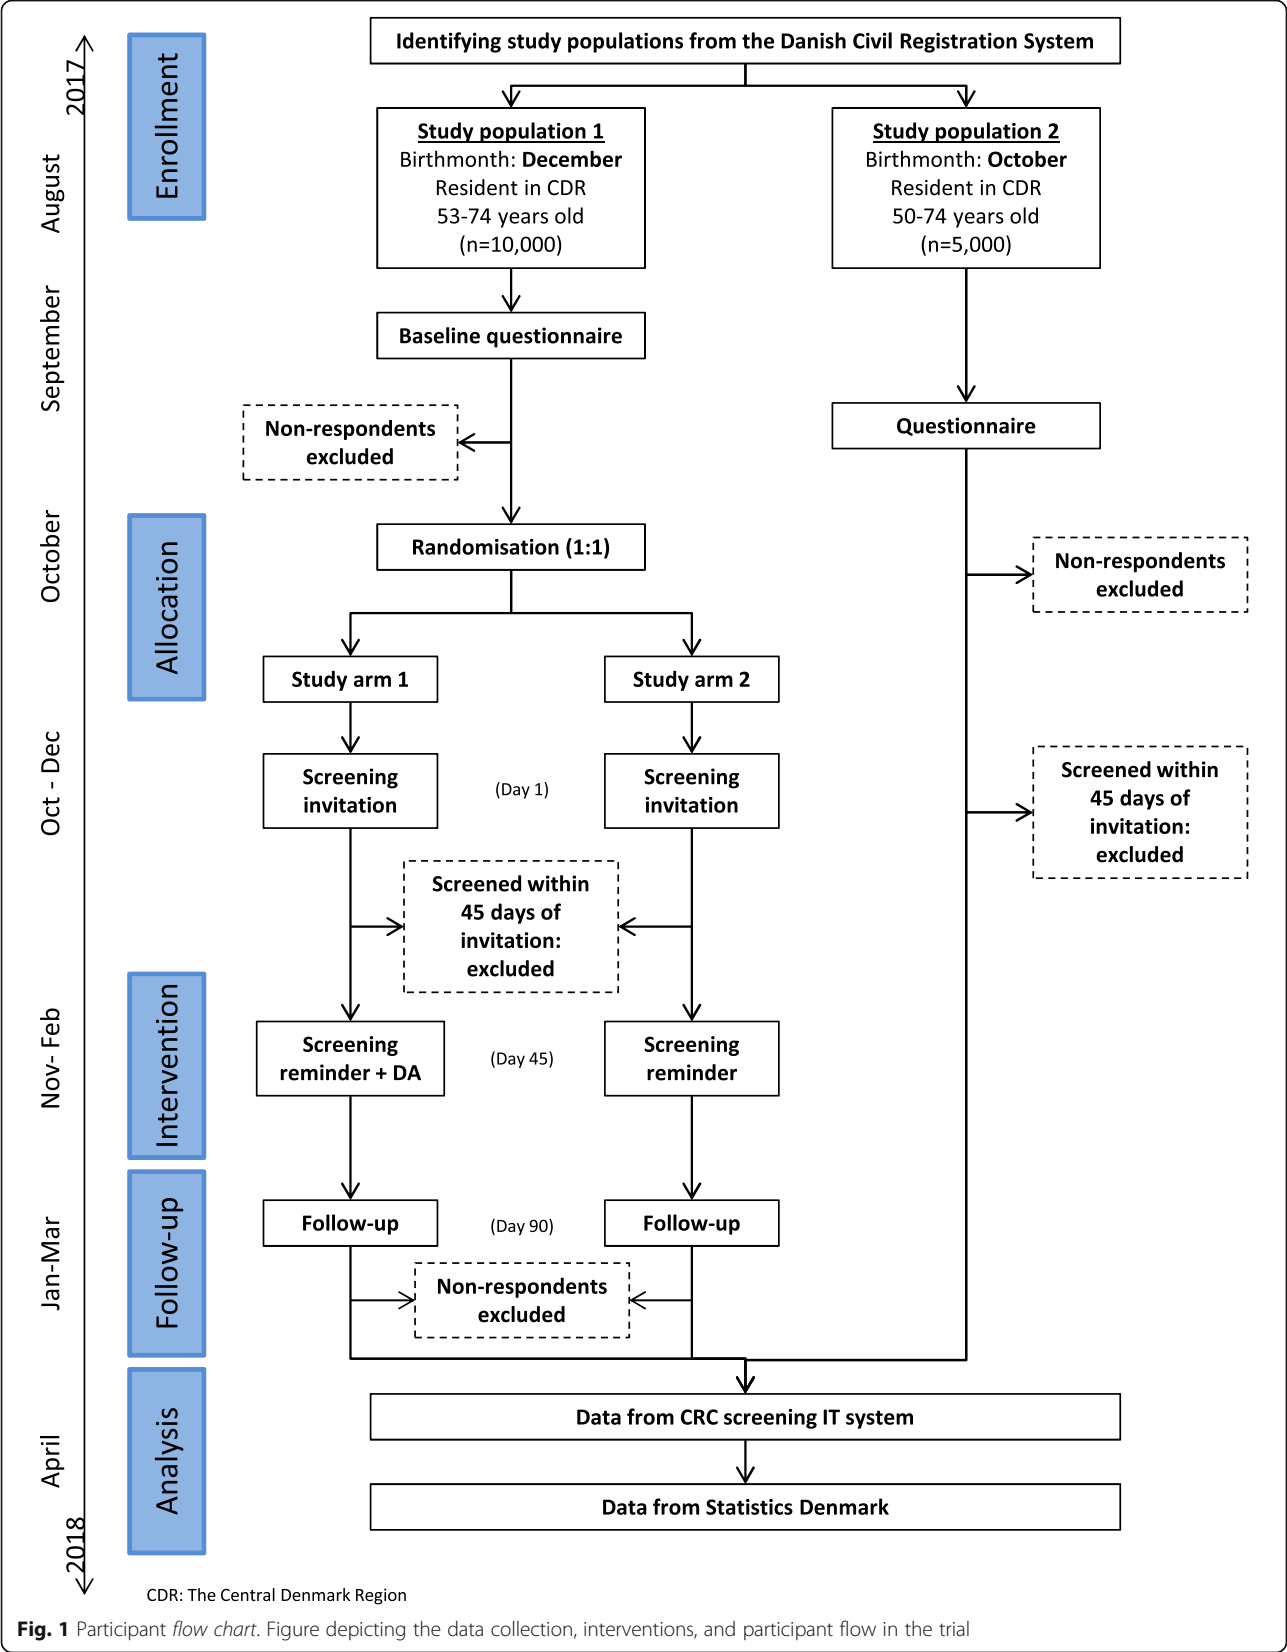 Identifying study populations from the Danish Civil Registration System
2017
Enrollment
August
Study population 1
Birthmonth: December
Resident in CDR
53-74 years old
(n=10,000)
Study population 2
Birthmonth: October
Resident in CDR
50-74 years old
(n=5,000)
September
Baseline questionnaire
Non-respondents
excluded
Questionnaire
October
Allocation
Randomisation (1:1)
Non-respondents
excluded
Study arm 1
Study arm 2
Oct - Dec
Screening
invitation
(Day 1)
Screening
invitation
Screened within
45 days of
invitation:
excluded
Screened within
45 days of
invitation:
excluded
Nov- Feb
Intervention
Screening
reminder + DA
(Day 45)
Screening
reminder
Jan-Mar
Follow-up
Follow-up
(Day 90)
Follow-up
Non-respondents
excluded
April
Analysis
Data from CRC screening IT system
Data from Statistics Denmark
2018
CDR: The Central Denmark Region
Fig. 1 Participant flow chart. Figure depicting the data collection, interventions, and participant flow in the trial